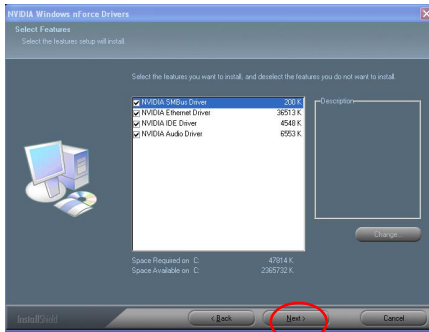 NVIDIA Windows nForce Drivers
Select Features
Select the features setup will install.
Select the features you want to install, and deselect the features you do not want to install.
NVIDIA SMBus Driver 200 K
NVIDIA Ethernet Driver 36513 K
NVIDIA IDE Driver 4548 K
NVIDIA Audio Driver 6553 K
Description
Change...
Space Required on C: 47814 K
Space Available on C: 2365732 K
InstallShield
< Back
Next >
Cancel